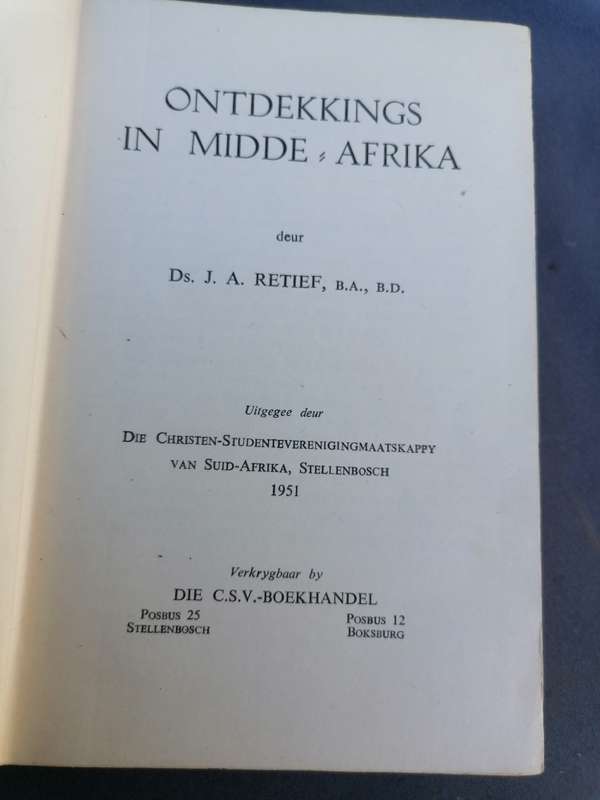 ONTDEKKINGS
IN MIDDE-AFRIKA
deur
Ds. J. A. RETIEF, B.A., B.D.
Uitgegee deur
DIE CHRISTEN-STUDENTEVERENIGINGMAATSKAPPY
VAN SUID-AFRIKA, STELLENBOSCH
1951
Verkrygbaar by
DIE C.S.V.-BOEKHANDEL
POSBUS 25 POSBUS 12
STELLENBOSCH BOKSBURG